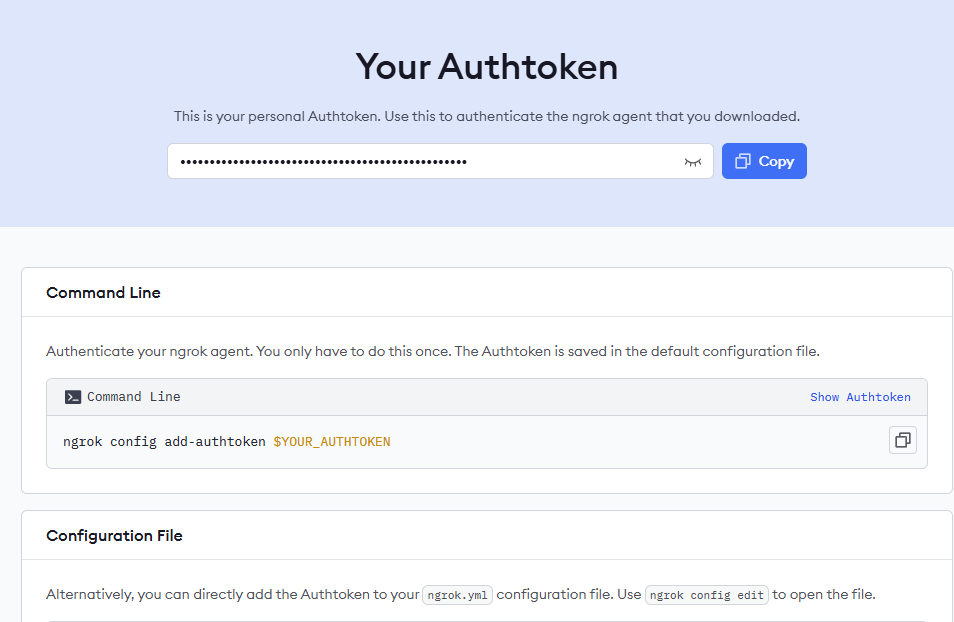 Your Authtoken
This is your personal Authtoken. Use this to authenticate the ngrok agent that you downloaded.
•••••••••••••••••••••••••••••••••••••••••••••••••
Copy
Command Line
Authenticate your ngrok agent. You only have to do this once. The Authtoken is saved in the default configuration file.
Command Line Show Authtoken
ngrok config add-authtoken $YOUR_AUTHTOKEN
Configuration File
Alternatively, you can directly add the Authtoken to your ngrok.yml configuration file. Use ngrok config edit to open the file.